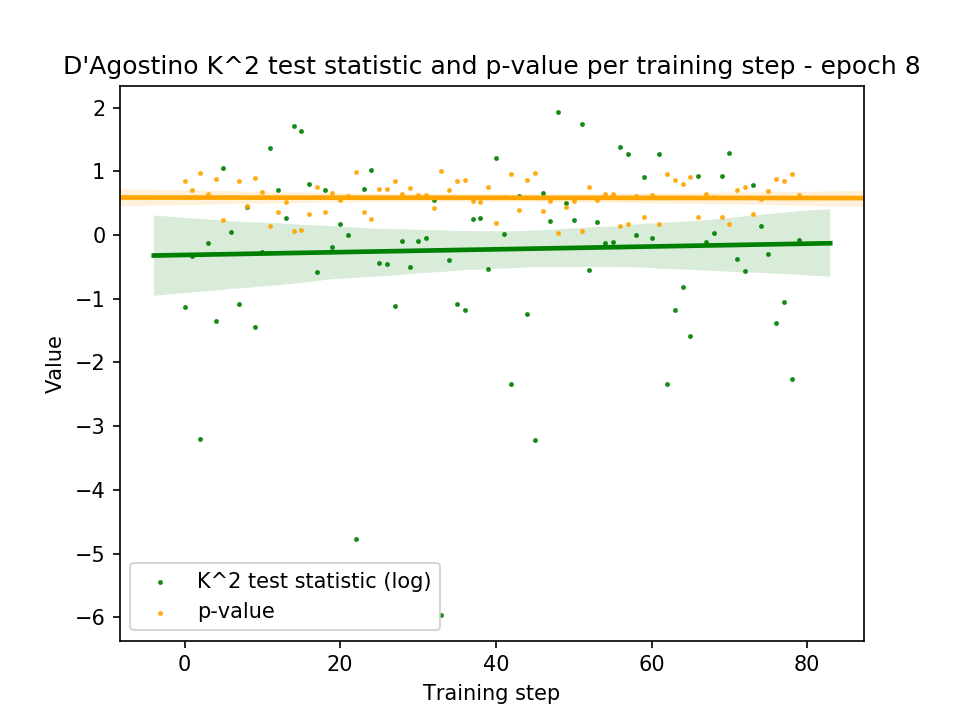 D'Agostino K^2 test statistic and p-value per training step - epoch 8
2
1
0
−1
−2
−3
−4
−5
−6
Value
K^2 test statistic (log)
p-value
0 20 40 60 80
Training step